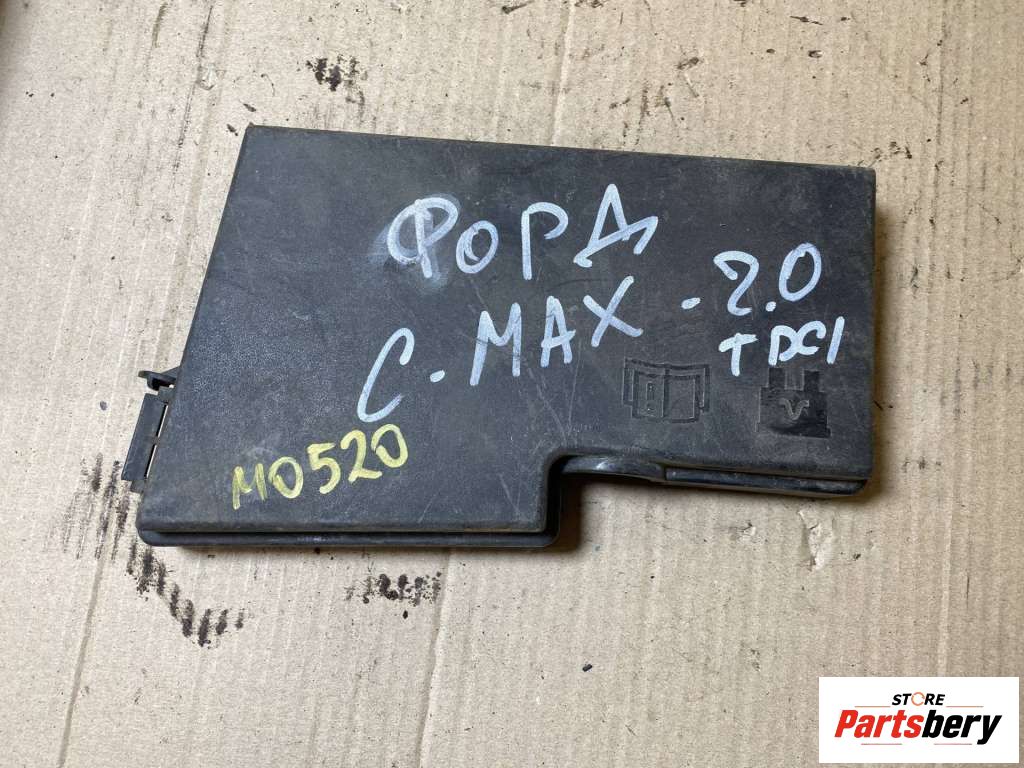 ФОРД
C-MAX - 2.0
TDCI
M0520
STORE
Partsbery